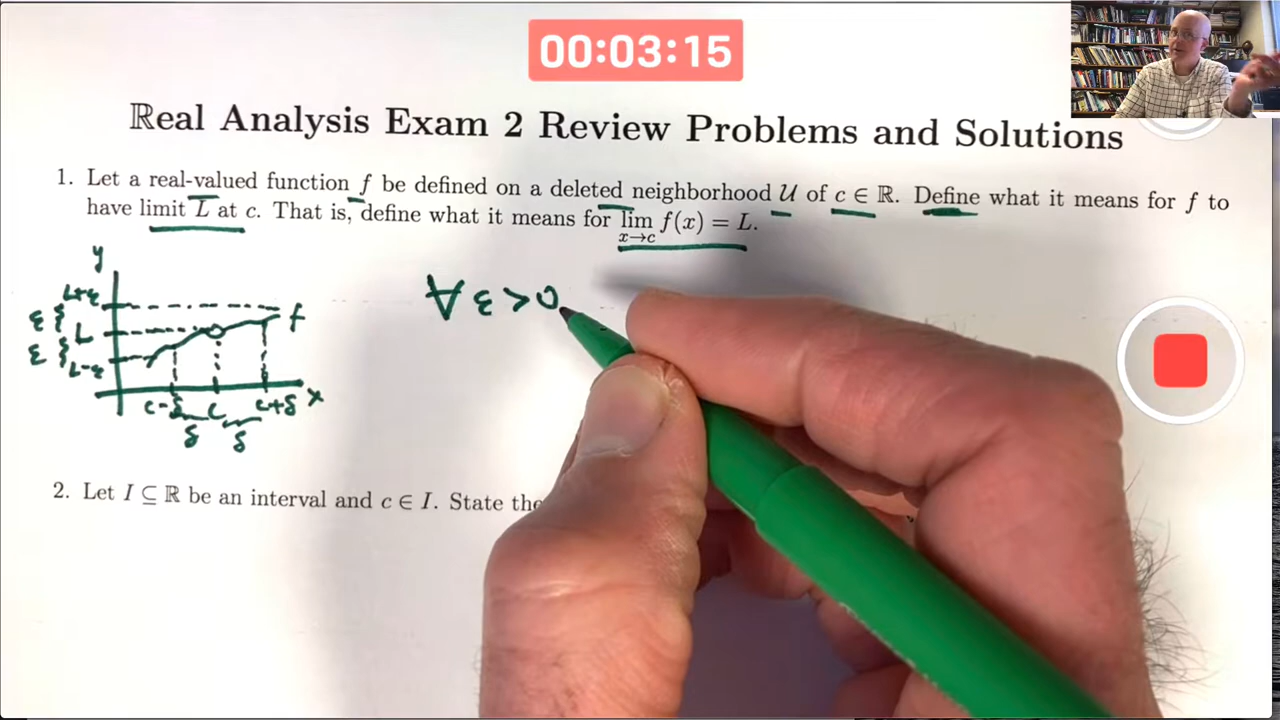 00:03:15
ℝeal Analysis Exam 2 Review Problems and Solutions
1. Let a real-valued function f be defined on a deleted neighborhood 𝒰 of c ∈ ℝ. Define what it means for f to
have limit L at c. That is, define what it means for lim f(x) = L.
x→c
y
L+ε
ε
L
ε
L-ε
f
c-δ
c
c+δ
x
δ
δ
∀ ε > 0
2. Let I ⊆ ℝ be an interval and c ∈ I. State the